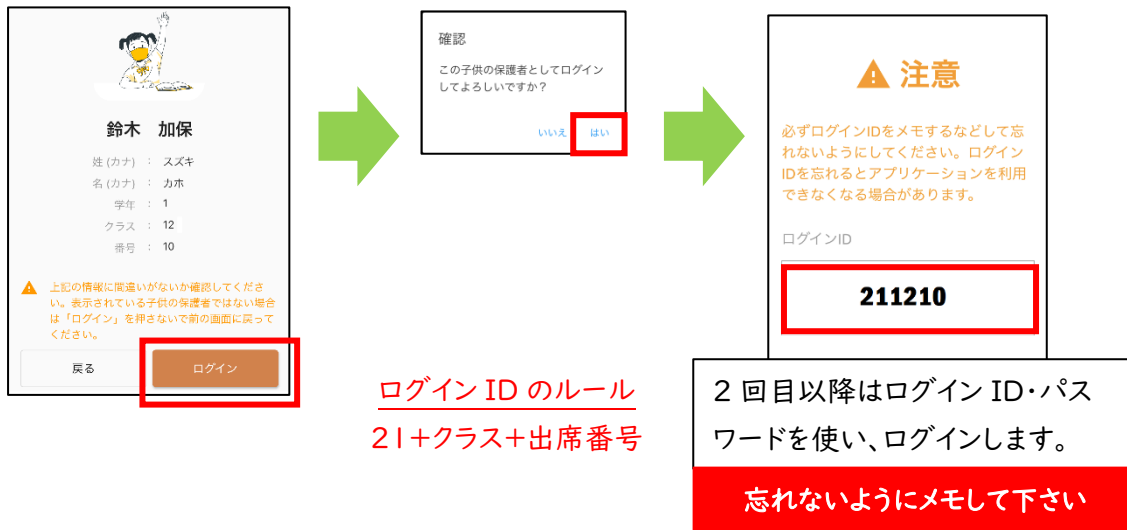 鈴木 加保
姓(カナ) : スズキ
名(カナ) : カホ
学年 : 1
クラス : 12
番号 : 10
上記の情報に間違いがないか確認してくださ
い。表示されている子供の保護者ではない場合
は「ログイン」を押さないで前の画面に戻って
ください。
戻る
ログイン
確認
この子供の保護者としてログイン
してよろしいですか?
いいえ
はい
注意
必ずログインIDをメモするなどして忘
れないようにしてください。ログイン
IDを忘れるとアプリケーションを利用
できなくなる場合があります。
ログインID
211210
ログイン ID のルール
21+クラス+出席番号
2 回目以降はログイン ID・パス
ワードを使い、ログインします。
忘れないようにメモして下さい